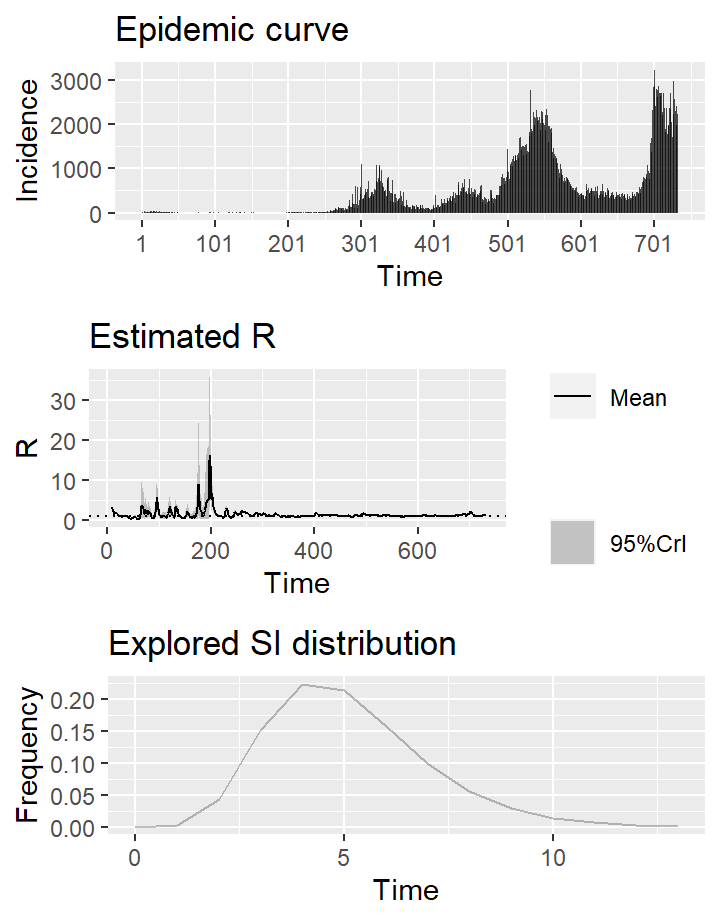 Epidemic curve
3000
2000
1000
0
Incidence
1 101 201 301 401 501 601 701
Time
Estimated R
30
20
10
0
R
0 200 400 600
Time
Mean
95%CrI
Explored SI distribution
0.20
0.15
0.10
0.05
0.00
Frequency
0 5 10
Time